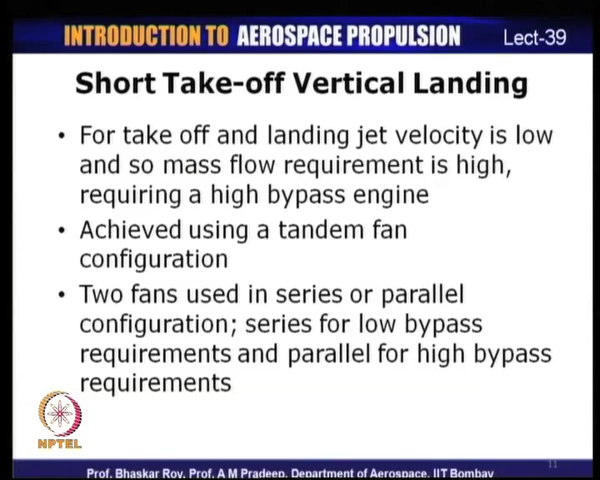 INTRODUCTION TO AEROSPACE PROPULSION Lect-39
Short Take-off Vertical Landing
• For take off and landing jet velocity is low
and so mass flow requirement is high,
requiring a high bypass engine
• Achieved using a tandem fan
configuration
• Two fans used in series or parallel
configuration; series for low bypass
requirements and parallel for high bypass
requirements
NPTEL
11
Prof. Bhaskar Roy, Prof. A M Pradeep, Department of Aerospace, IIT Bombay